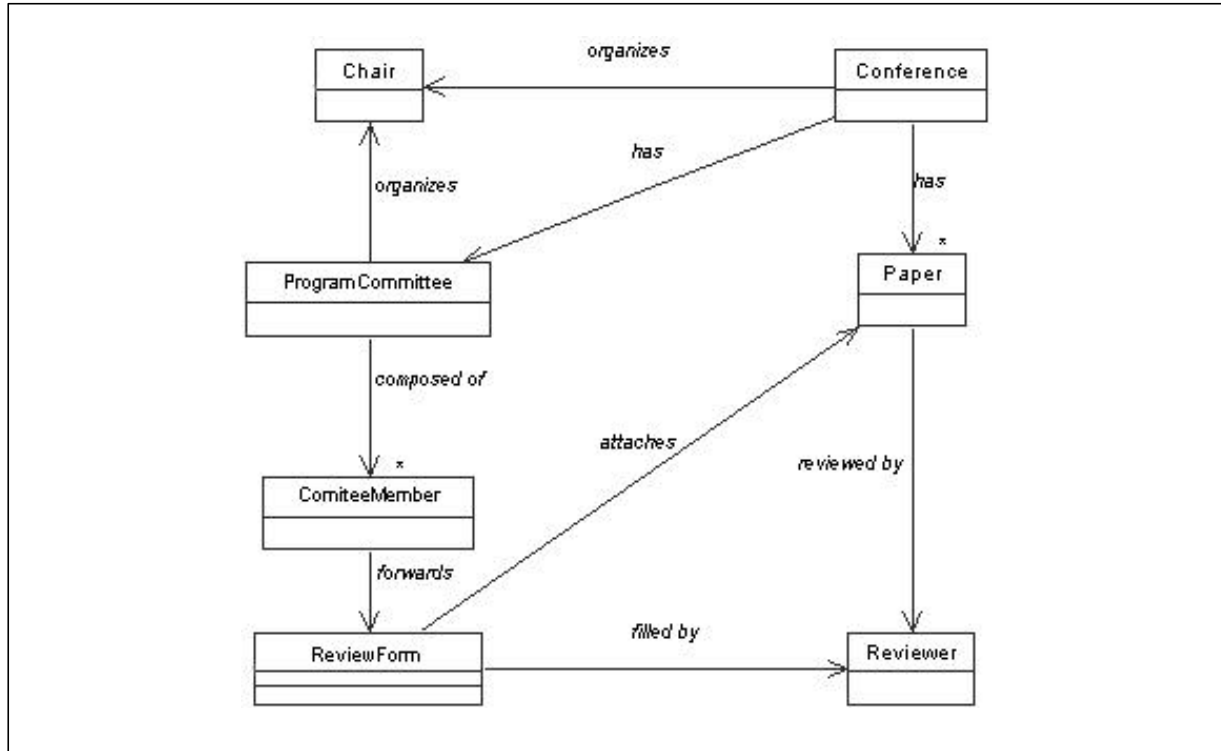 organizes
Chair
Conference
has
organizes
has
*
ProgramCommittee
Paper
composed of
attaches
reviewed by
*
ComiteeMember
forwards
filled by
ReviewForm
Reviewer